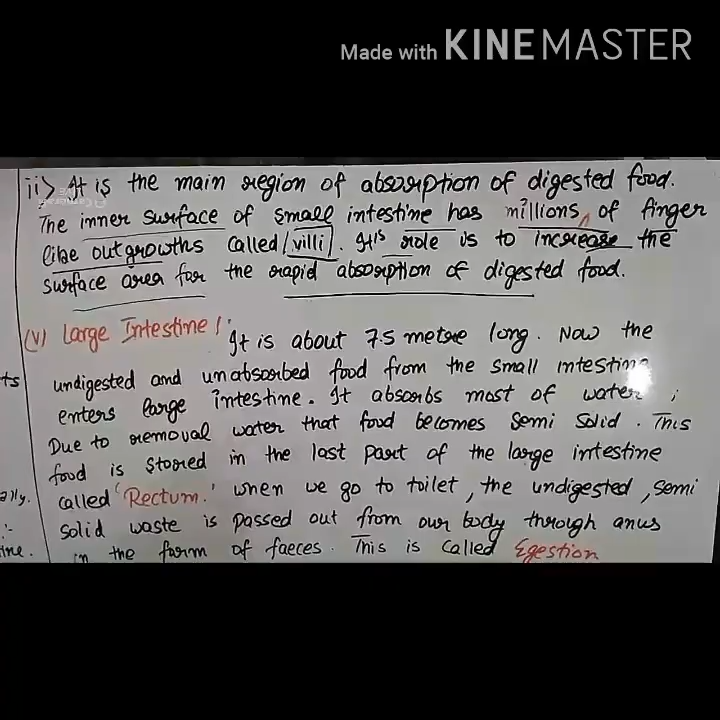 Made with KINEMASTER
ii> It is the main region of absorption of digested food.
The inner surface of small intestine has millions of finger
like outgrowths called villi. It's role is to increase the
surface area for the rapid absorption of digested food.
(v) Large Intestine:
It is about 7.5 metre long. Now the
undigested and unabsorbed food from the small intestine
enters large intestine. It absorbs most of water ;
Due to removal water that food becomes semi solid. This
food is stored in the last part of the large intestine
called 'Rectum.' when we go to toilet, the undigested, semi
solid waste is passed out from our body through anus
in the form of faeces. This is called Egestion
ts
ally.
ine.